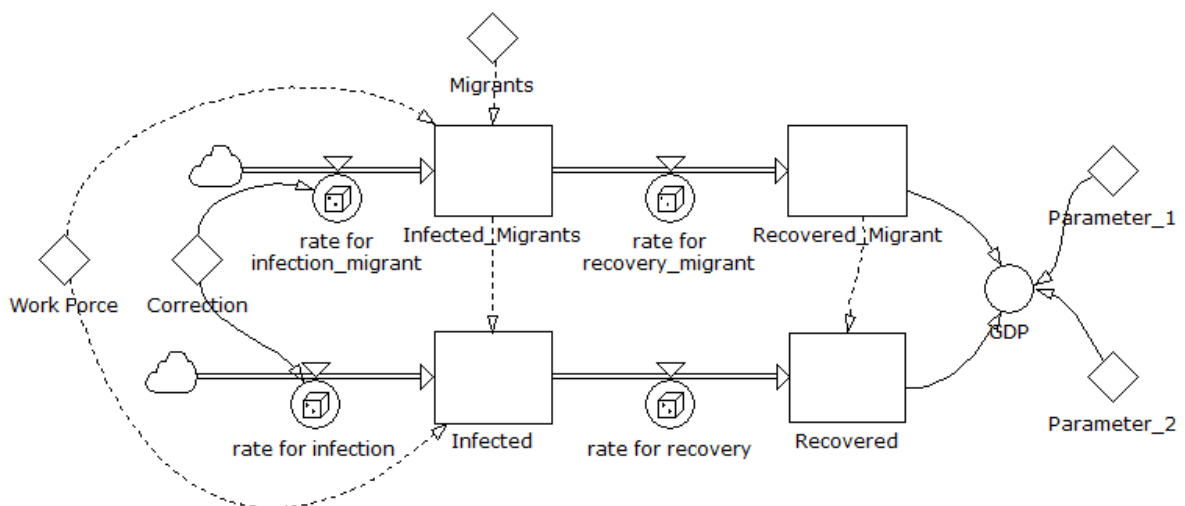 Migrants
rate for
infection_migrant
Infected_Migrants
rate for
recovery_migrant
Recovered_Migrant
Parameter_1
Work Force
Correction
GDP
rate for infection
Infected
rate for recovery
Recovered
Parameter_2